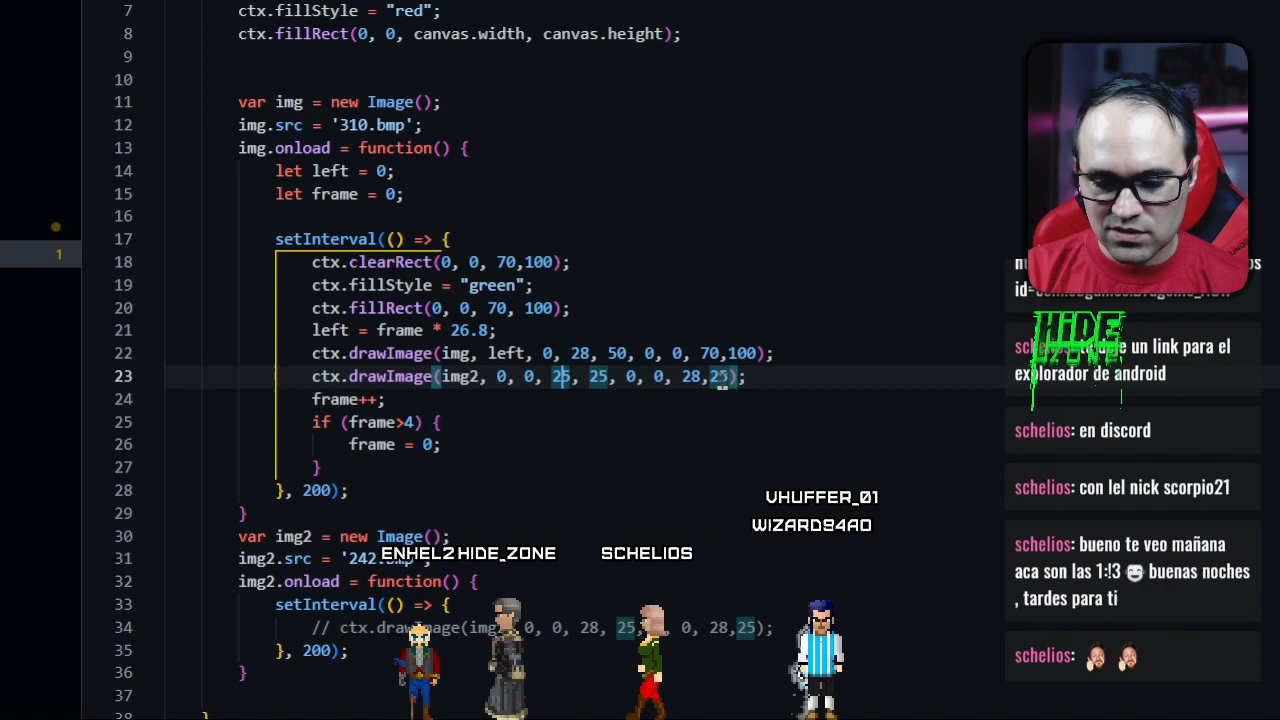 7 ctx.fillStyle = "red";
8 ctx.fillRect(0, 0, canvas.width, canvas.height);
9
10
11 var img = new Image();
12 img.src = '310.bmp';
13 img.onload = function() {
14 let left = 0;
15 let frame = 0;
16
17 setInterval(() => {
18 ctx.clearRect(0, 0, 70,100);
19 ctx.fillStyle = "green";
20 ctx.fillRect(0, 0, 70, 100);
21 left = frame * 26.8;
22 ctx.drawImage(img, left, 0, 28, 50, 0, 0, 70,100);
23 ctx.drawImage(img2, 0, 0, 25, 25, 0, 0, 28,25);
24 frame++;
25 if (frame>4) {
26 frame = 0;
27 }
28 }, 200);
29 }
30 var img2 = new Image();
31 img2.src = '242.
32 img2.onload = function() {
33 setInterval(() => {
34 // ctx.drawImage(img 0, 0, 28, 25, 0, 28,25);
35 }, 200);
36 }
37
38 }
1
VHUFFER_01
WIZARD94AO
ENHEL2 HIDE_ZONE SCHELIOS
HiDE
ZONE
schelios: un link para el
explorador de android
schelios: en discord
schelios: con lel nick scorpio21
schelios: bueno te veo mañana
aca son las 1:!3 buenas noches
, tardes para ti
schelios: